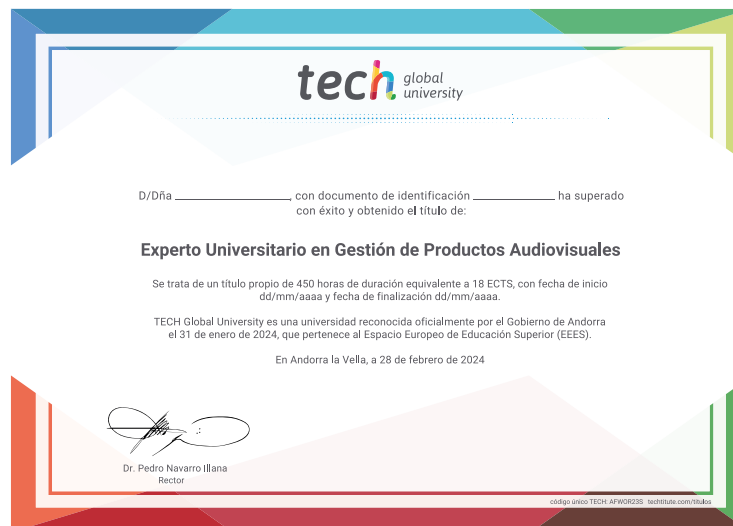 tech global
university
D/Dña ______________, con documento de identificación __________ ha superado
con éxito y obtenido el título de:
Experto Universitario en Gestión de Productos Audiovisuales
Se trata de un título propio de 450 horas de duración equivalente a 18 ECTS, con fecha de inicio
dd/mm/aaaa y fecha de finalización dd/mm/aaaa.
TECH Global University es una universidad reconocida oficialmente por el Gobierno de Andorra
el 31 de enero de 2024, que pertenece al Espacio Europeo de Educación Superior (EEES).
En Andorra la Vella, a 28 de febrero de 2024
Dr. Pedro Navarro Illana
Rector
código único TECH: AFWOR23S techtitute.com/titulos